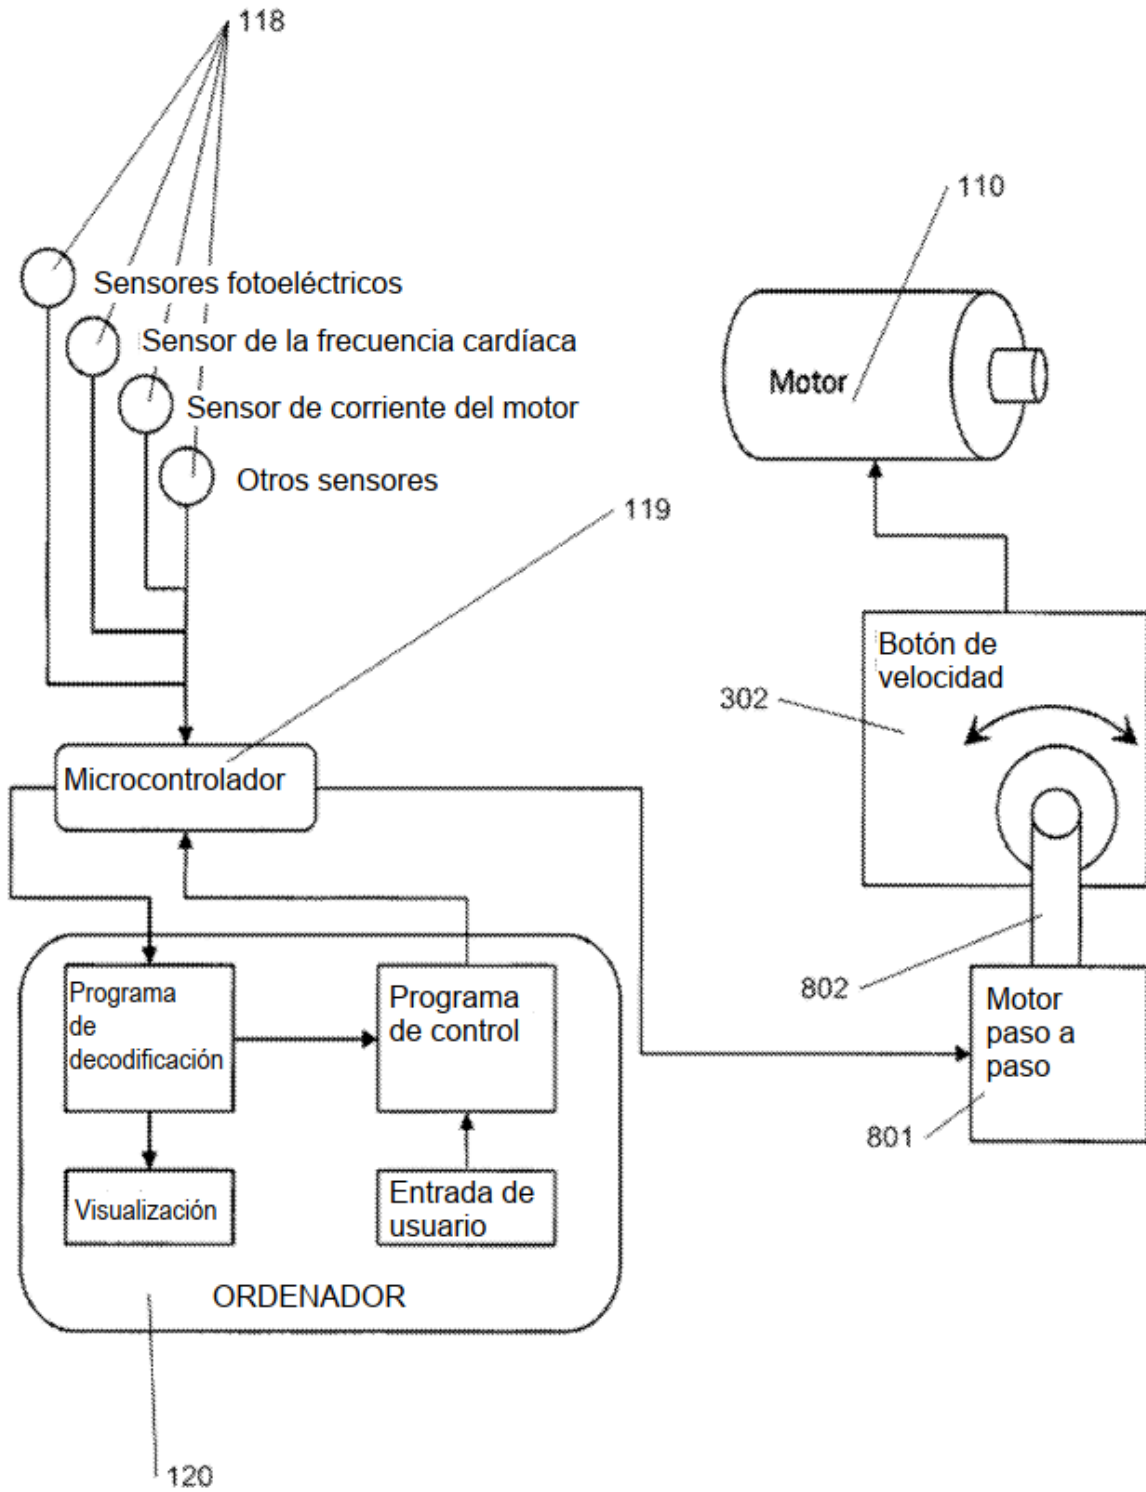 118
110
Sensores fotoeléctricos
Sensor de la frecuencia cardíaca
Motor
Sensor de corriente del motor
Otros sensores
119
Botón de
velocidad
302
Microcontrolador
Programa
de
decodificación
Programa
de control
802
Motor
paso a
paso
801
Visualización
Entrada de
usuario
ORDENADOR
120